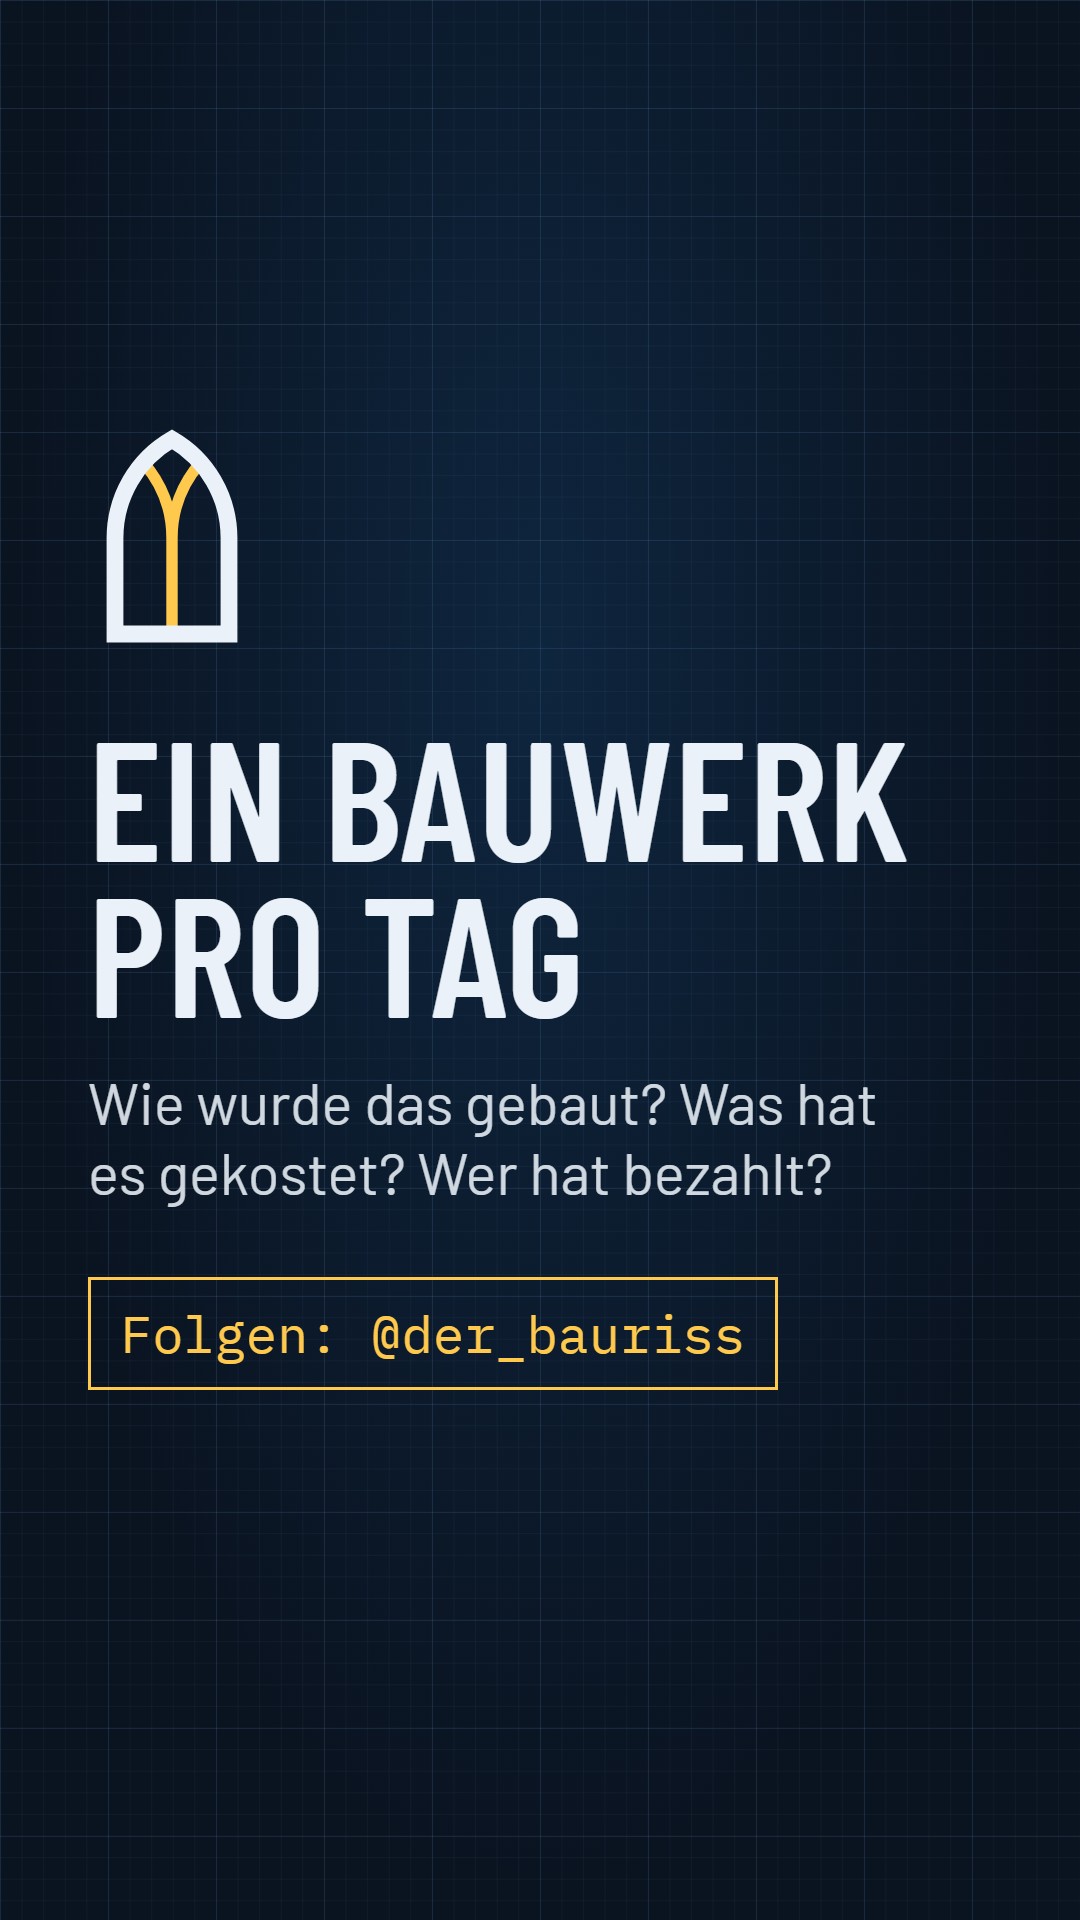 EIN BAUWERK
PRO TAG
Wie wurde das gebaut? Was hat
es gekostet? Wer hat bezahlt?
Folgen: @der_bauriss